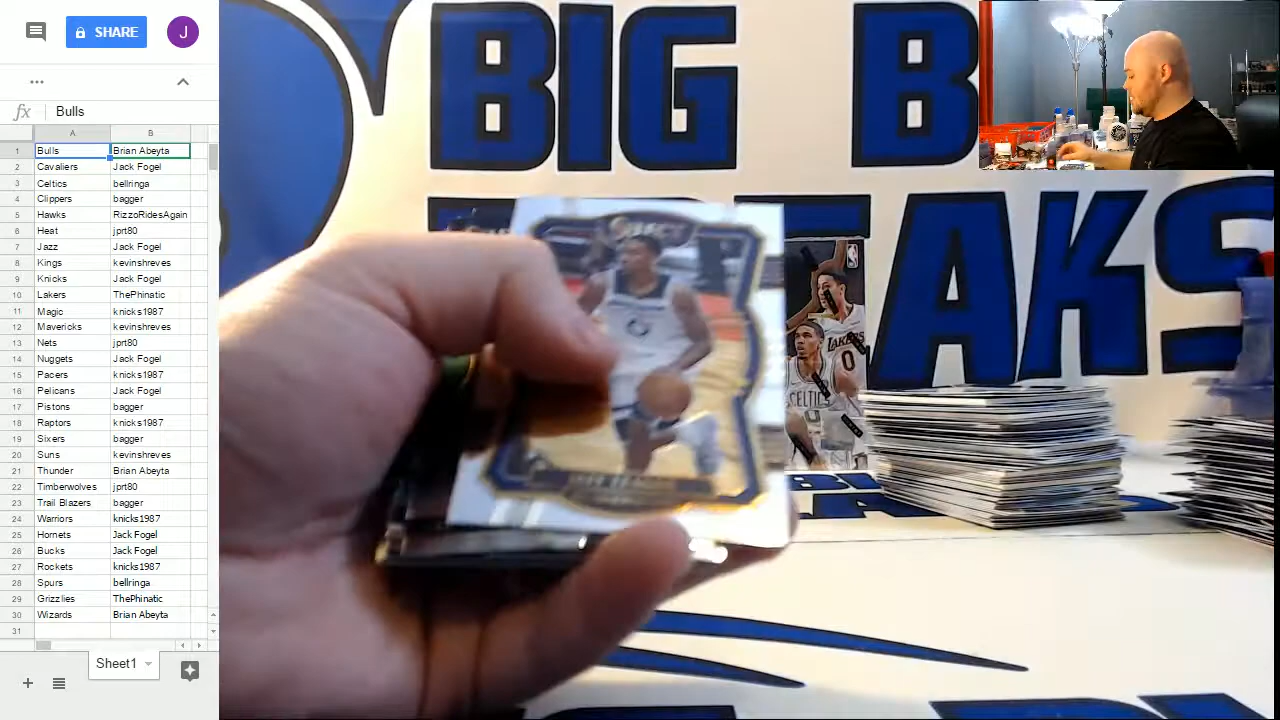 SHARE
J
...
fx Bulls
A B
1 Bulls Brian Abeyta
2 Cavaliers Jack Fogel
3 Celtics bellringa
4 Clippers bagger
5 Hawks RizzoRidesAgain
6 Heat jprt80
7 Jazz Jack Fogel
8 Kings kevinshreves
9 Knicks Jack Fogel
10 Lakers ThePhinatic
11 Magic knicks1987
12 Mavericks kevinshreves
13 Nets jprt80
14 Nuggets Jack Fogel
15 Pacers knicks1987
16 Pelicans Jack Fogel
17 Pistons bagger
18 Raptors knicks1987
19 Sixers bagger
20 Suns kevinshreves
21 Thunder Brian Abeyta
22 Timberwolves jprt80
23 Trail Blazers bagger
24 Warriors knicks1987
25 Hornets Jack Fogel
26 Bucks Jack Fogel
27 Rockets knicks1987
28 Spurs bellringa
29 Grizzlies ThePhinatic
30 Wizards Brian Abeyta
31
Sheet1
BIG B
AKS
LAKERS
0
CELTICS